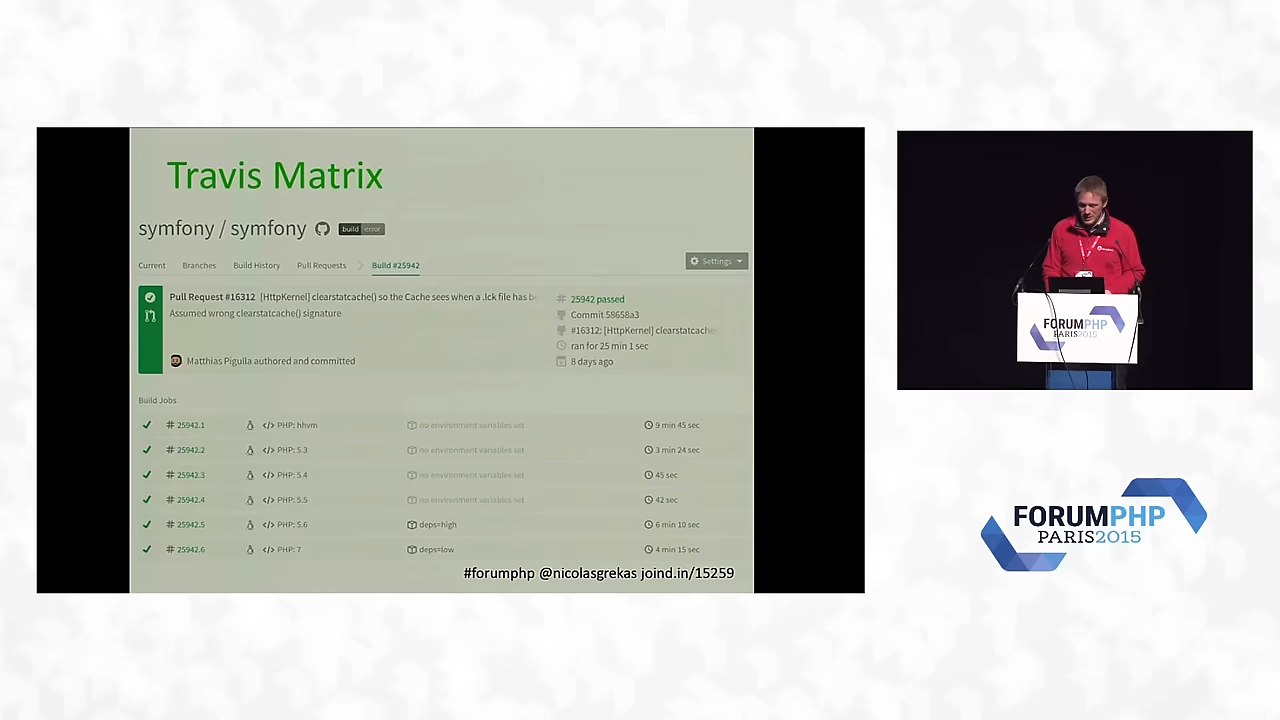 Travis Matrix
symfony / symfony build error
Current Branches Build History Pull Requests Build #25942
Settings
Pull Request #16312 [HttpKernel] clearstatcache() so the Cache sees when a .lck file has be
Assumed wrong clearstatcache() signature
Matthias Pigulla authored and committed
# 25942 passed
Commit 58658a3
#16312: [HttpKernel] clearstatcache(
ran for 25 min 1 sec
8 days ago
Build Jobs
# 25942.1 </> PHP: hhvm no environment variables set 9 min 45 sec
# 25942.2 </> PHP: 5.3 no environment variables set 3 min 24 sec
# 25942.3 </> PHP: 5.4 no environment variables set 45 sec
# 25942.4 </> PHP: 5.5 no environment variables set 42 sec
# 25942.5 </> PHP: 5.6 deps=high 6 min 10 sec
# 25942.6 </> PHP: 7 deps=low 4 min 15 sec
#forumphp @nicolasgrekas joind.in/15259
FORUMPHP
PARIS2015
FORUMPHP
PARIS2015